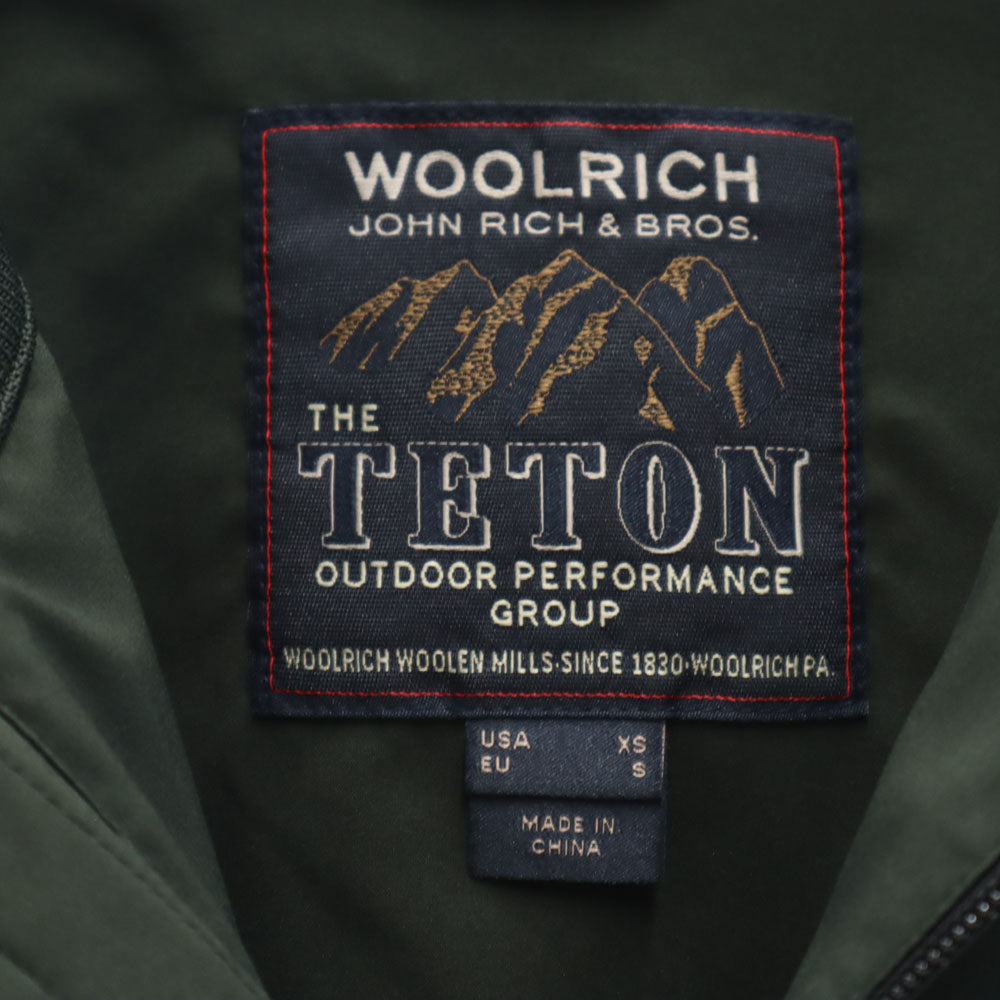 WOOLRICH
JOHN RICH & BROS.
THE
TETON
OUTDOOR PERFORMANCE
GROUP
WOOLRICH WOOLEN MILLS·SINCE 1830·WOOLRICH PA.
USA XS
EU S
MADE IN
CHINA